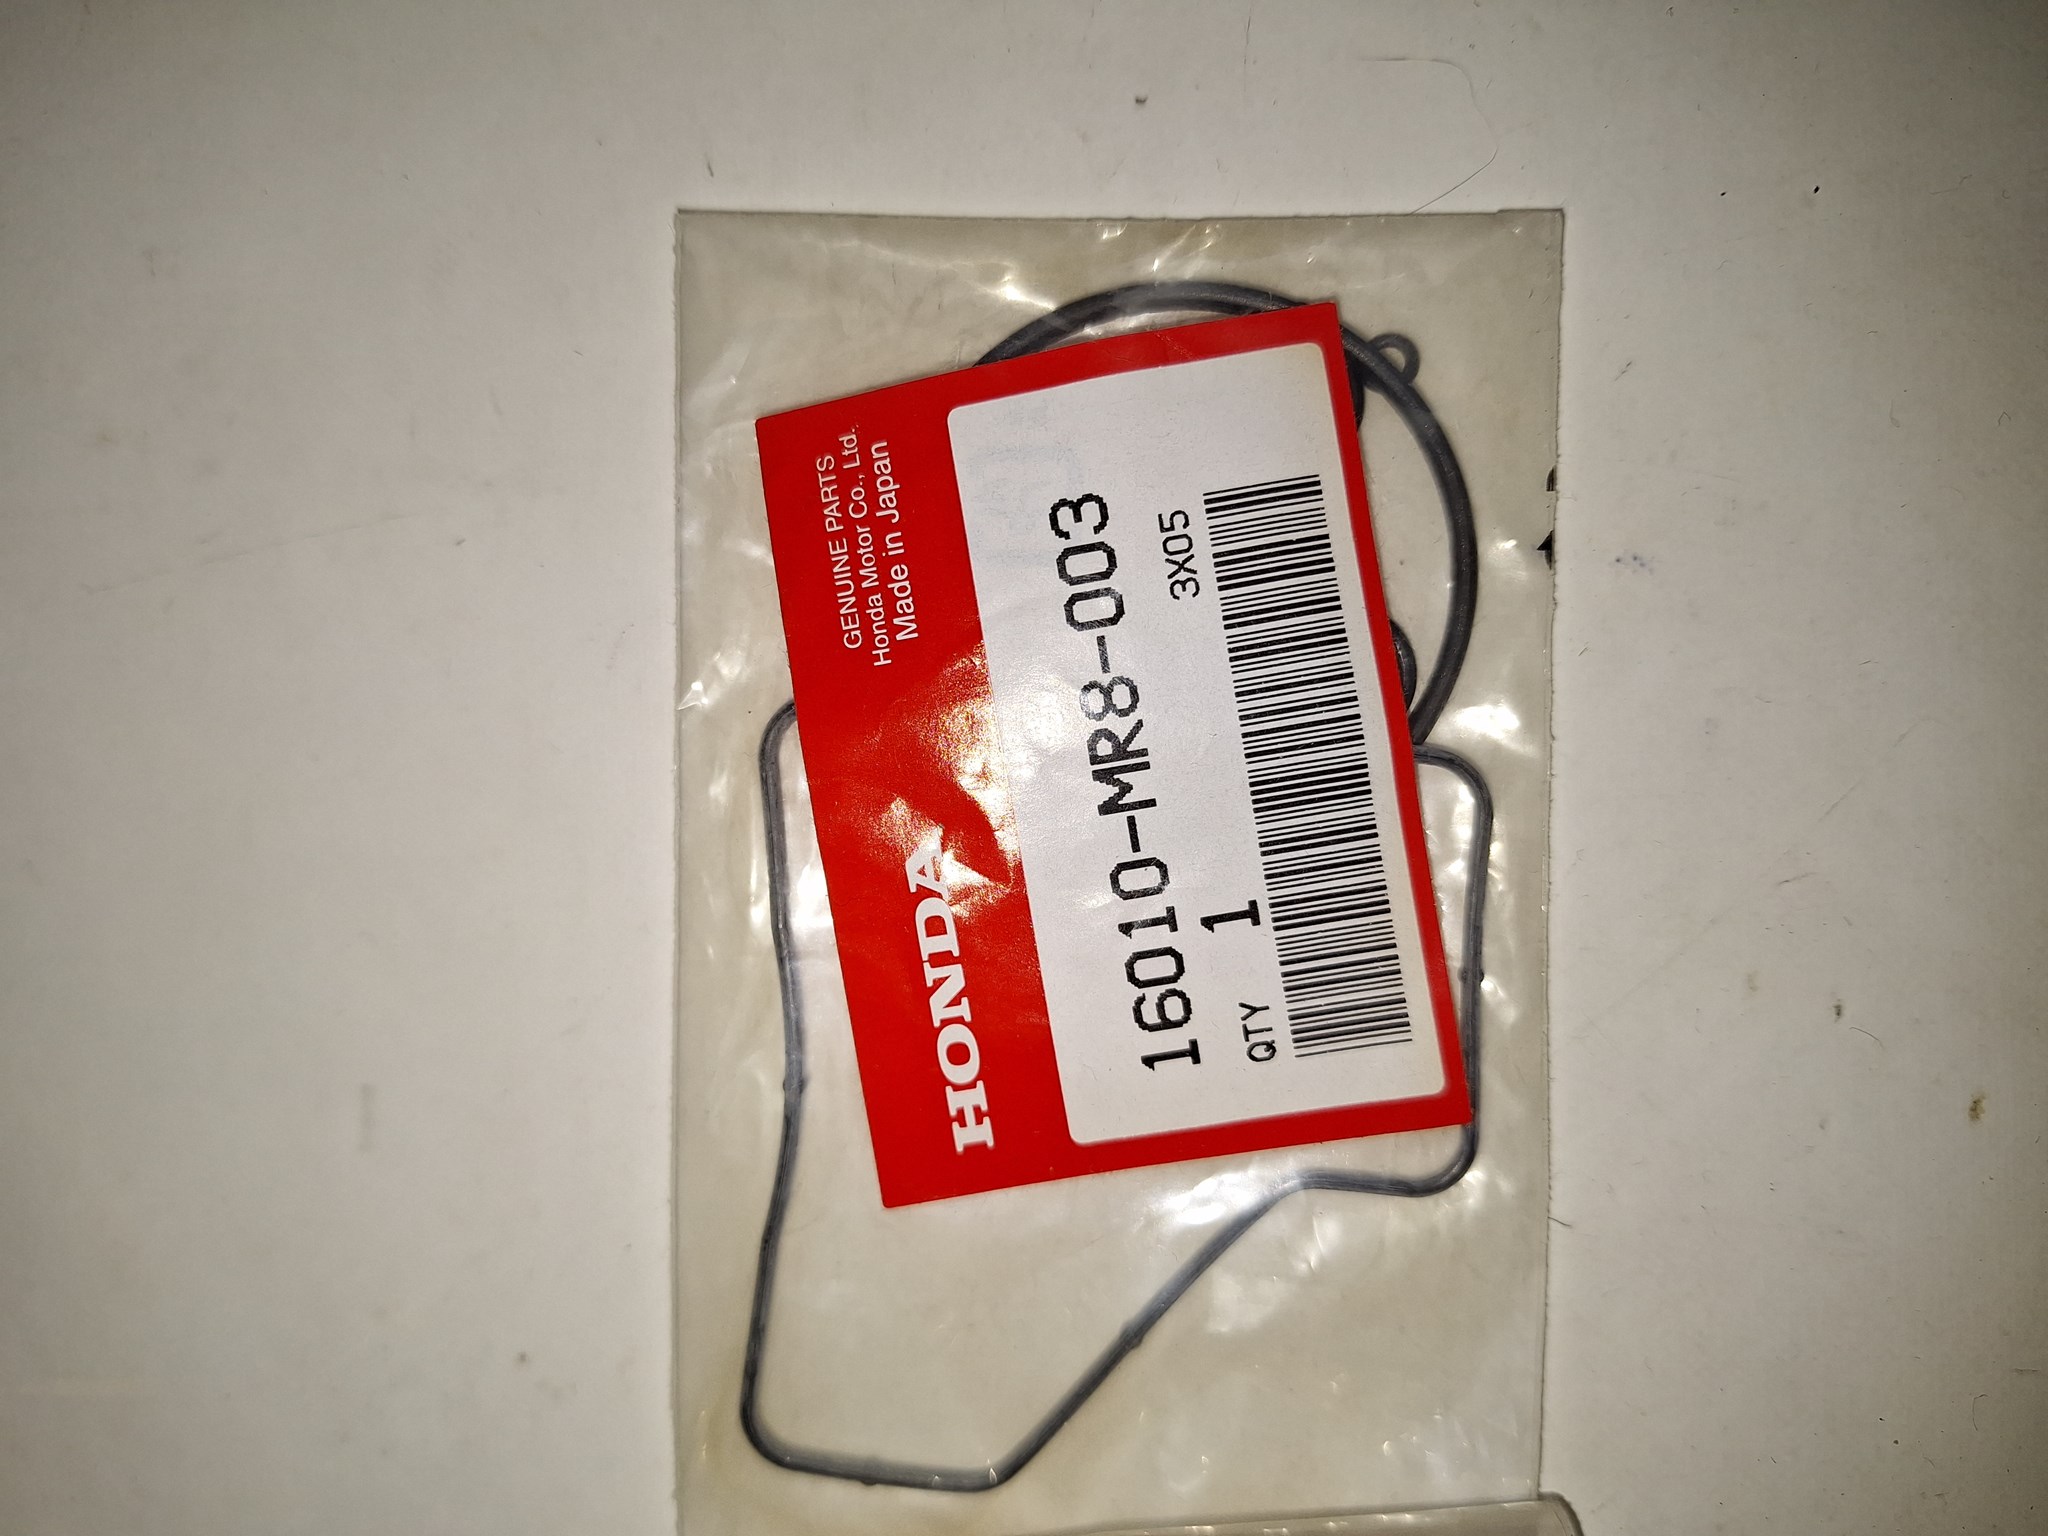 HONDA
GENUINE PARTS
Honda Motor Co., Ltd.
Made in Japan
16010-MR8-003
QTY 1 3X05